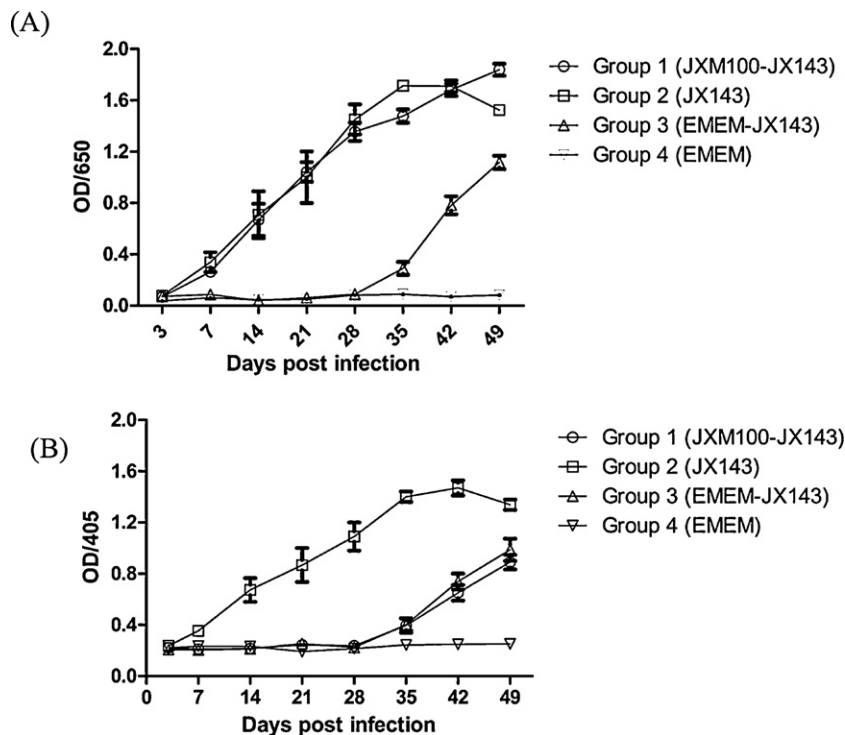 (A)
2.0
1.6
1.2
0.8
0.4
0.0
OD/650
3 7 14 21 28 35 42 49
Days post infection
Group 1 (JXM100-JX143)
Group 2 (JX143)
Group 3 (EMEM-JX143)
Group 4 (EMEM)
(B)
2.0
1.6
1.2
0.8
0.4
0.0
OD/405
0 7 14 21 28 35 42 49
Days post infection
Group 1 (JXM100-JX143)
Group 2 (JX143)
Group 3 (EMEM-JX143)
Group 4 (EMEM)